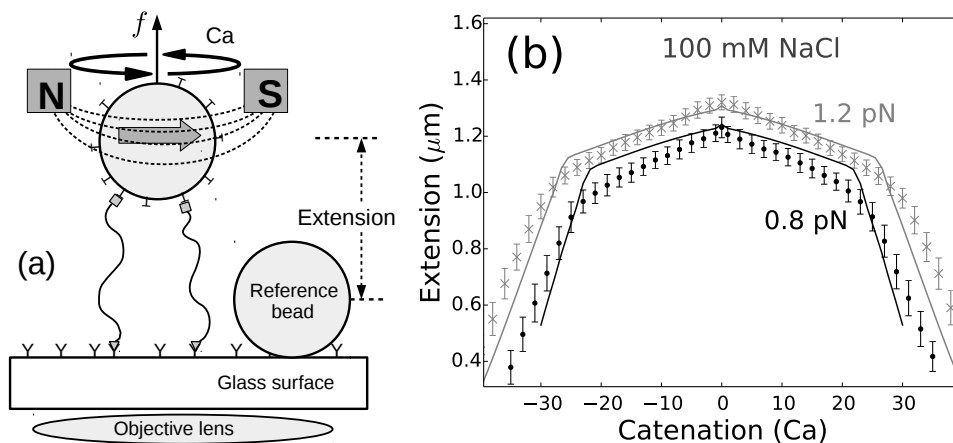 f
Ca
N
S
Extension
(a)
Reference
bead
Y Y Y Y Y Y Y Y Y
Glass surface
Objective lens
(b)
100 mM NaCl
1.2 pN
0.8 pN
Extension (μm)
1.6
1.4
1.2
1.0
0.8
0.6
0.4
−30 −20 −10 0 10 20 30
Catenation (Ca)